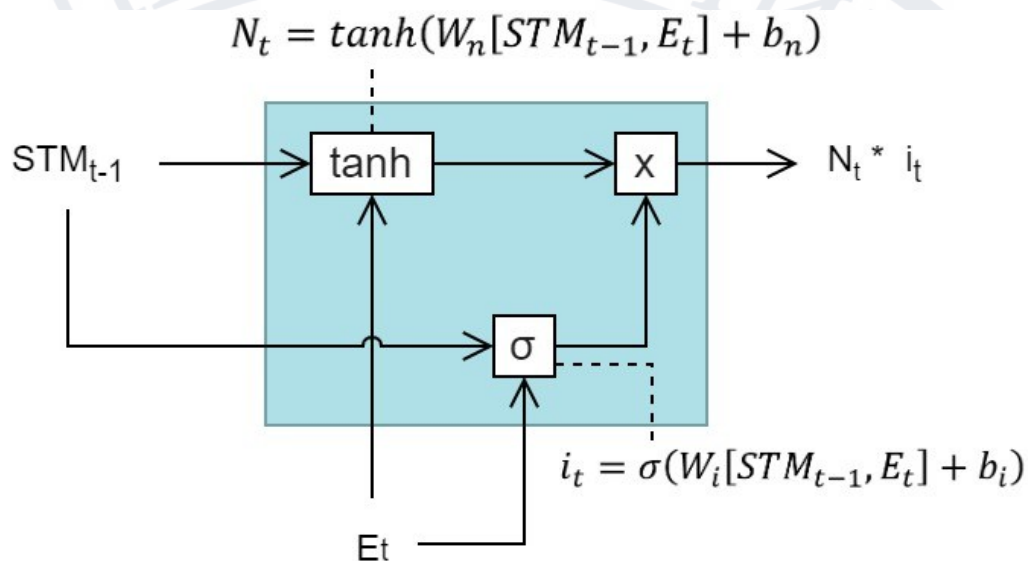 N_t = tanh(W_n[STM_{t-1}, E_t] + b_n)
STM_{t-1}
tanh
x
N_t * i_t
σ
i_t = σ(W_i[STM_{t-1}, E_t] + b_i)
Et